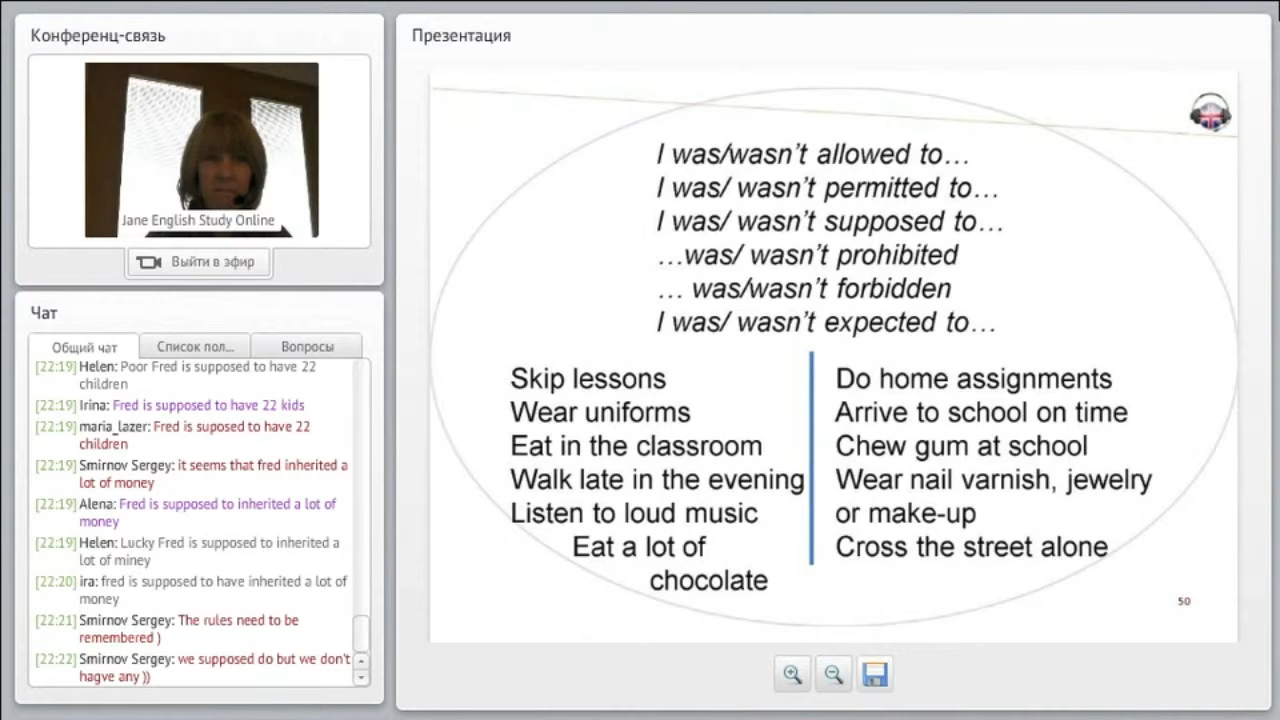 Конференц-связь
Jane English Study Online
Выйти в эфир
Чат
Общий чат
Список пол...
Вопросы
[22:19] Helen: Poor Fred is supposed to have 22
children
[22:19] Irina: Fred is supposed to have 22 kids
[22:19] maria_lazer: Fred is suposed to have 22
children
[22:19] Smirnov Sergey: it seems that fred inherited a
lot of money
[22:19] Alena: Fred is supposed to inherited a lot of
money
[22:19] Helen: Lucky Fred is supposed to inherited a
lot of miney
[22:20] ira: fred is supposed to have inherited a lot of
money
[22:21] Smirnov Sergey: The rules need to be
remembered )
[22:22] Smirnov Sergey: we supposed do but we don't
hagve any ))
Презентация
I was/wasn't allowed to…
I was/ wasn't permitted to…
I was/ wasn't supposed to…
…was/ wasn't prohibited
… was/wasn't forbidden
I was/ wasn't expected to…
Skip lessons
Wear uniforms
Eat in the classroom
Walk late in the evening
Listen to loud music
Eat a lot of
chocolate
Do home assignments
Arrive to school on time
Chew gum at school
Wear nail varnish, jewelry
or make-up
Cross the street alone
50